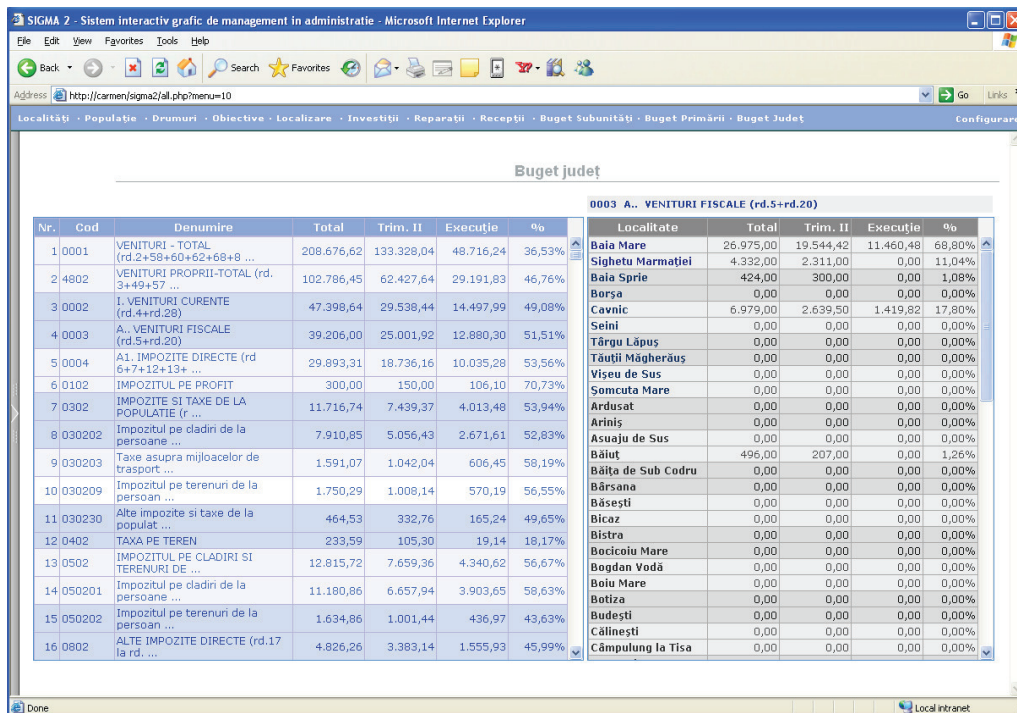 SIGMA 2 - Sistem interactiv grafic de management in administratie - Microsoft Internet Explorer
File Edit View Favorites Tools Help
Back Search Favorites
Address http://carmen/sigma2/all.php?menu=10 Go Links
Localităţi · Populaţie · Drumuri · Obiective · Localizare · Investiţii · Reparaţii · Recepţii · Buget Subunităţi · Buget Primării · Buget Judeţ Configurare
Buget judeţ
0003 A.. VENITURI FISCALE (rd.5+rd.20)
Nr. Cod Denumire Total Trim. II Execuţie %
1 0001 VENITURI - TOTAL (rd.2+58+60+62+68+8 ... 208.676,62 133.328,04 48.716,24 36,53%
2 4802 VENITURI PROPRII-TOTAL (rd. 3+49+57 ... 102.786,45 62.427,64 29.191,83 46,76%
3 0002 I. VENITURI CURENTE (rd.4+rd.28) 47.398,64 29.538,44 14.497,99 49,08%
4 0003 A.. VENITURI FISCALE (rd.5+rd.20) 39.206,00 25.001,92 12.880,30 51,51%
5 0004 A1. IMPOZITE DIRECTE (rd 6+7+12+13+ ... 29.893,31 18.736,16 10.035,28 53,56%
6 0102 IMPOZITUL PE PROFIT 300,00 150,00 106,10 70,73%
7 0302 IMPOZITE SI TAXE DE LA POPULATIE (r ... 11.716,74 7.439,37 4.013,48 53,94%
8 030202 Impozitul pe cladiri de la persoane ... 7.910,85 5.056,43 2.671,61 52,83%
9 030203 Taxe asupra mijloacelor de trasport ... 1.591,07 1.042,04 606,45 58,19%
10 030209 Impozitul pe terenuri de la persoan ... 1.750,29 1.008,14 570,19 56,55%
11 030230 Alte impozite si taxe de la populat ... 464,53 332,76 165,24 49,65%
12 0402 TAXA PE TEREN 233,59 105,30 19,14 18,17%
13 0502 IMPOZITUL PE CLADIRI SI TERENURI DE ... 12.815,72 7.659,36 4.340,62 56,67%
14 050201 Impozitul pe cladiri de la persoane ... 11.180,86 6.657,94 3.903,65 58,63%
15 050202 Impozitul pe terenuri de la persoan ... 1.634,86 1.001,44 436,97 43,63%
16 0802 ALTE IMPOZITE DIRECTE (rd.17 la rd. ... 4.826,26 3.383,14 1.555,93 45,99%
Localitate Total Trim. II Execuţie %
Baia Mare 26.975,00 19.544,42 11.460,48 68,80%
Sighetu Marmaţiei 4.332,00 2.311,00 0,00 11,04%
Baia Sprie 424,00 300,00 0,00 1,08%
Borşa 0,00 0,00 0,00 0,00%
Cavnic 6.979,00 2.639,50 1.419,82 17,80%
Seini 0,00 0,00 0,00 0,00%
Târgu Lăpuş 0,00 0,00 0,00 0,00%
Tăuţii Măgherăuş 0,00 0,00 0,00 0,00%
Vişeu de Sus 0,00 0,00 0,00 0,00%
Şomcuta Mare 0,00 0,00 0,00 0,00%
Ardusat 0,00 0,00 0,00 0,00%
Ariniş 0,00 0,00 0,00 0,00%
Asuaju de Sus 0,00 0,00 0,00 0,00%
Băiuţ 496,00 207,00 0,00 1,26%
Băiţa de Sub Codru 0,00 0,00 0,00 0,00%
Bârsana 0,00 0,00 0,00 0,00%
Băseşti 0,00 0,00 0,00 0,00%
Bicaz 0,00 0,00 0,00 0,00%
Bistra 0,00 0,00 0,00 0,00%
Bocicoiu Mare 0,00 0,00 0,00 0,00%
Bogdan Vodă 0,00 0,00 0,00 0,00%
Boiu Mare 0,00 0,00 0,00 0,00%
Botiza 0,00 0,00 0,00 0,00%
Budeşti 0,00 0,00 0,00 0,00%
Călineşti 0,00 0,00 0,00 0,00%
Câmpulung la Tisa 0,00 0,00 0,00 0,00%
Done Local intranet